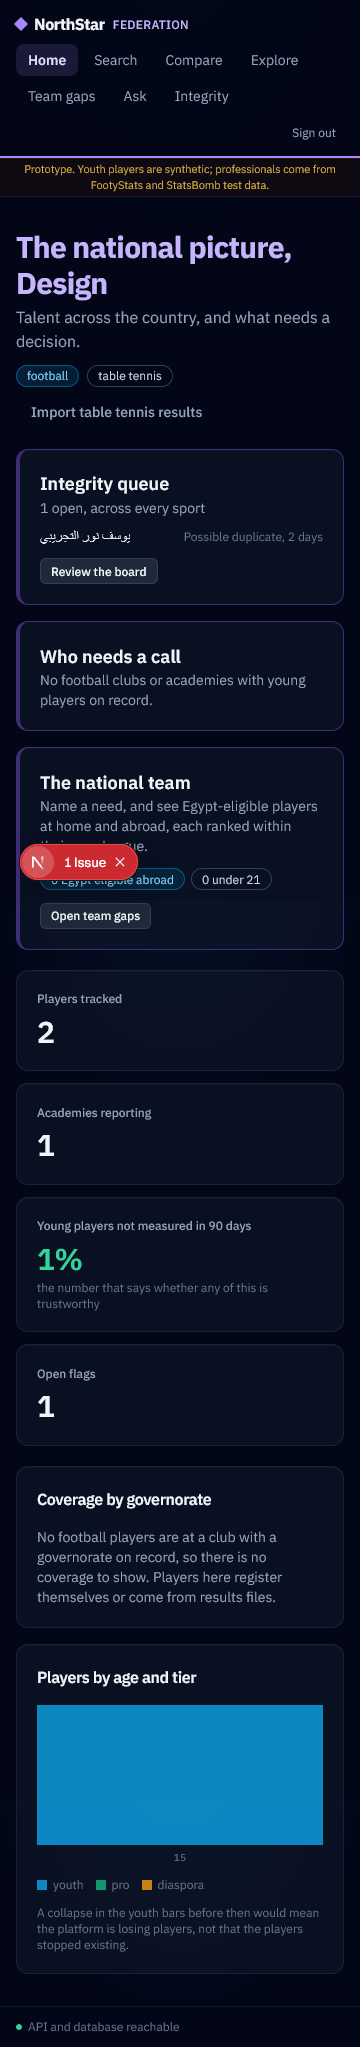 NorthStar FEDERATION
Home Search Compare Explore
Team gaps Ask Integrity
Sign out
Prototype. Youth players are synthetic; professionals come from
FootyStats and StatsBomb test data.
The national picture,
Design
Talent across the country, and what needs a
decision.
football table tennis
Import table tennis results
Integrity queue
1 open, across every sport
يوسف نور التجريبي Possible duplicate, 2 days
Review the board
Who needs a call
No football clubs or academies with young
players on record.
The national team
Name a need, and see Egypt-eligible players
at home and abroad, each ranked within
1 Issue
Egypt eligible abroad 0 under 21
Open team gaps
Players tracked
2
Academies reporting
1
Young players not measured in 90 days
1%
the number that says whether any of this is
trustworthy
Open flags
1
Coverage by governorate
No football players are at a club with a
governorate on record, so there is no
coverage to show. Players here register
themselves or come from results files.
Players by age and tier
15
youth pro diaspora
A collapse in the youth bars before then would mean
the platform is losing players, not that the players
stopped existing.
API and database reachable